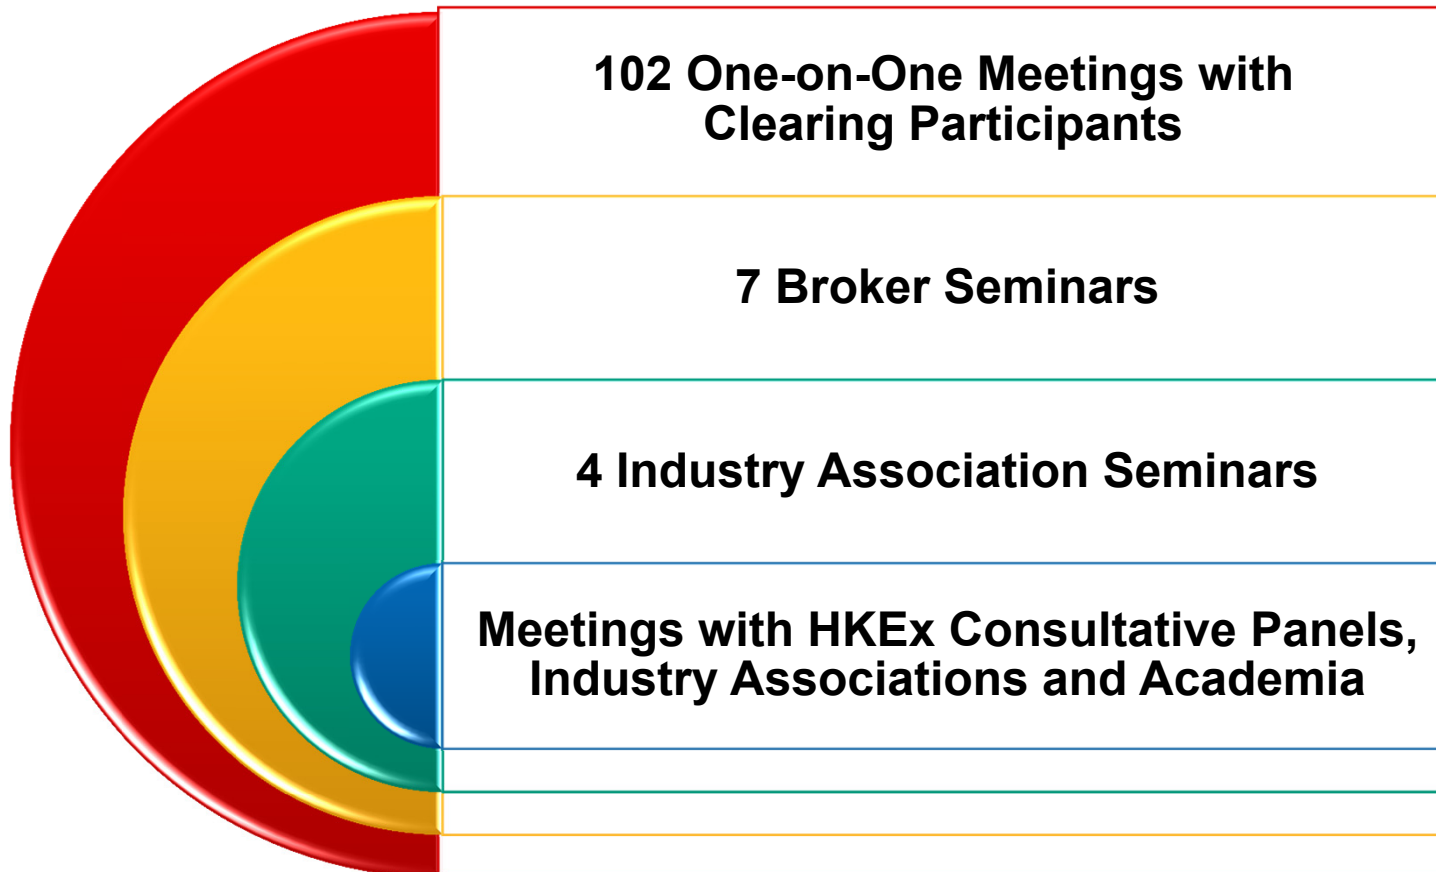 102 One-on-One Meetings with
Clearing Participants
7 Broker Seminars
4 Industry Association Seminars
Meetings with HKEx Consultative Panels,
Industry Associations and Academia